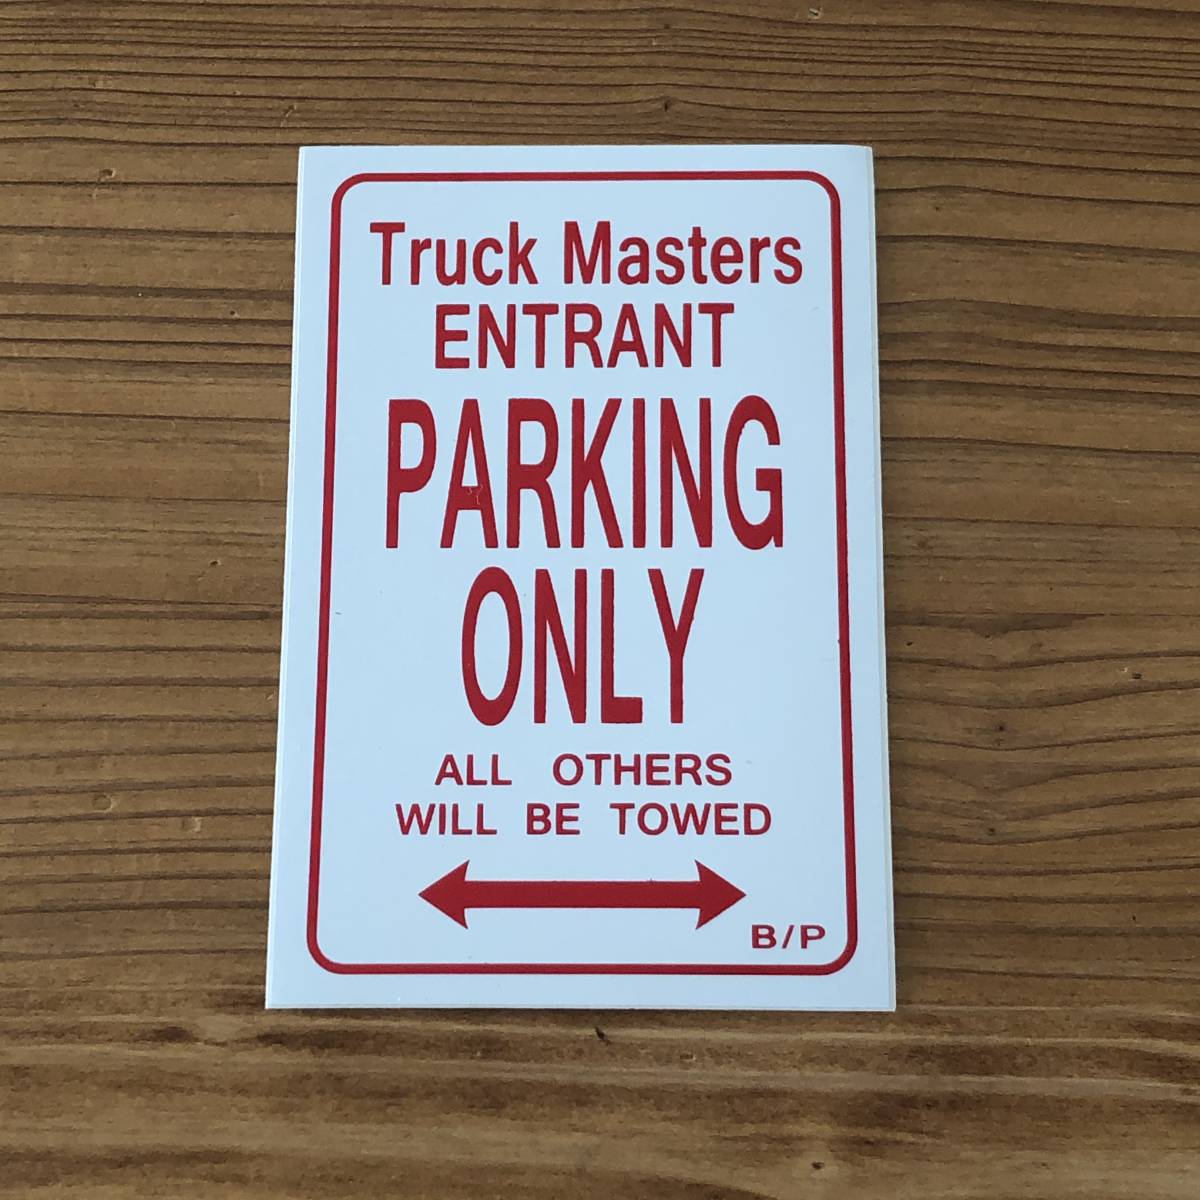 Truck Masters
ENTRANT
PARKING
ONLY
ALL OTHERS
WILL BE TOWED
B/P